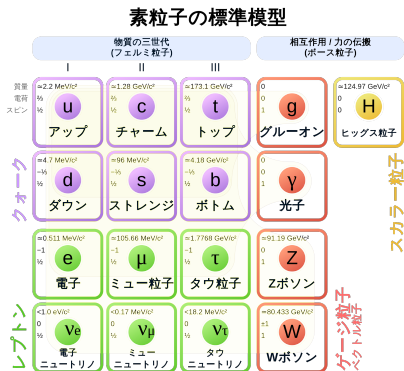 素粒子の標準模型
物質の三世代
(フェルミ粒子)
相互作用 / 力の伝搬
(ボース粒子)
I
II
III
質量
電荷
スピン
≃2.2 MeV/c²
⅔
½
u
アップ
≃1.28 GeV/c²
⅔
½
c
チャーム
≃173.1 GeV/c²
⅔
½
t
トップ
0
0
1
g
グルーオン
≃124.97 GeV/c²
0
0
H
ヒッグス粒子
クォーク
≃4.7 MeV/c²
−⅓
½
d
ダウン
≃96 MeV/c²
−⅓
½
s
ストレンジ
≃4.18 GeV/c²
−⅓
½
b
ボトム
0
0
1
γ
光子
スカラー粒子
≃0.511 MeV/c²
−1
½
e
電子
≃105.66 MeV/c²
−1
½
μ
ミュー粒子
≃1.7768 GeV/c²
−1
½
τ
タウ粒子
≃91.19 GeV/c²
0
1
Z
Zボソン
レプトン
<1.0 eV/c²
0
½
νe
電子
ニュートリノ
<0.17 MeV/c²
0
½
νμ
ミュー
ニュートリノ
<18.2 MeV/c²
0
½
ντ
タウ
ニュートリノ
≃80.433 GeV/c²
±1
1
W
Wボソン
ゲージ粒子
ベクトル粒子